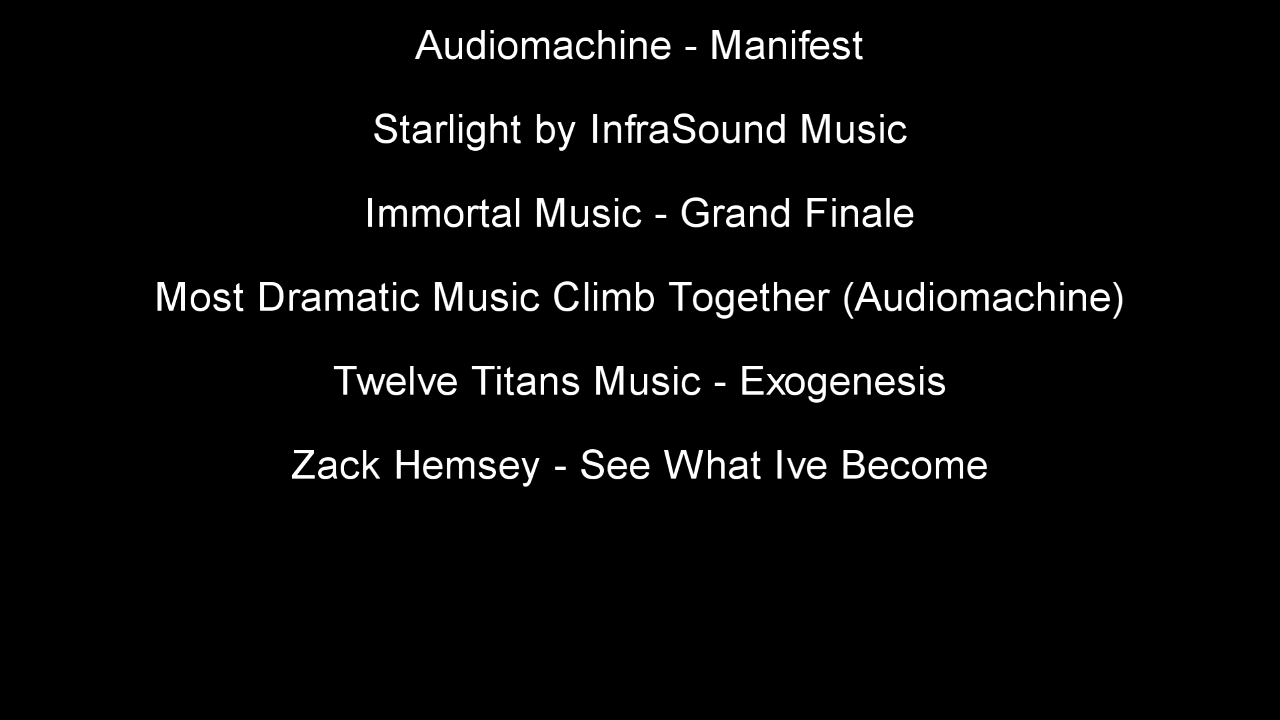 Audiomachine - Manifest
Starlight by InfraSound Music
Immortal Music - Grand Finale
Most Dramatic Music Climb Together (Audiomachine)
Twelve Titans Music - Exogenesis
Zack Hemsey - See What Ive Become